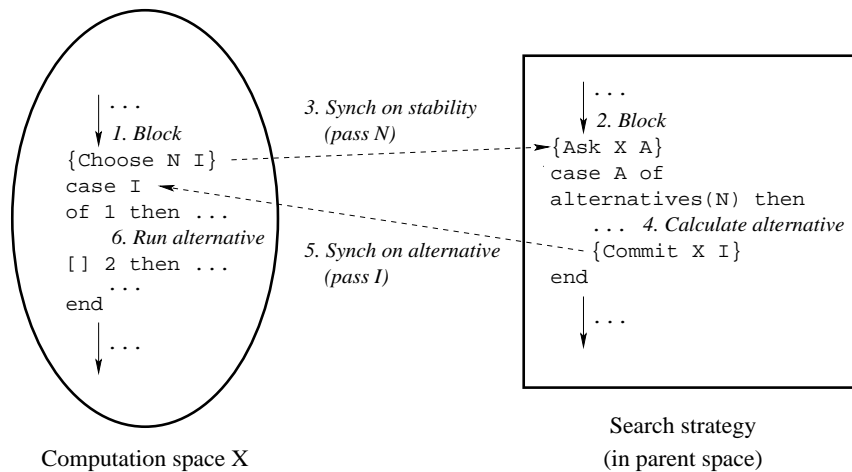 ...
1. Block
{Choose N I}
case I
of 1 then ...
6. Run alternative
[] 2 then ...
...
end
...
Computation space X
3. Synch on stability
(pass N)
5. Synch on alternative
(pass I)
...
2. Block
{Ask X A}
case A of
alternatives(N) then
... 4. Calculate alternative
{Commit X I}
end
...
Search strategy
(in parent space)